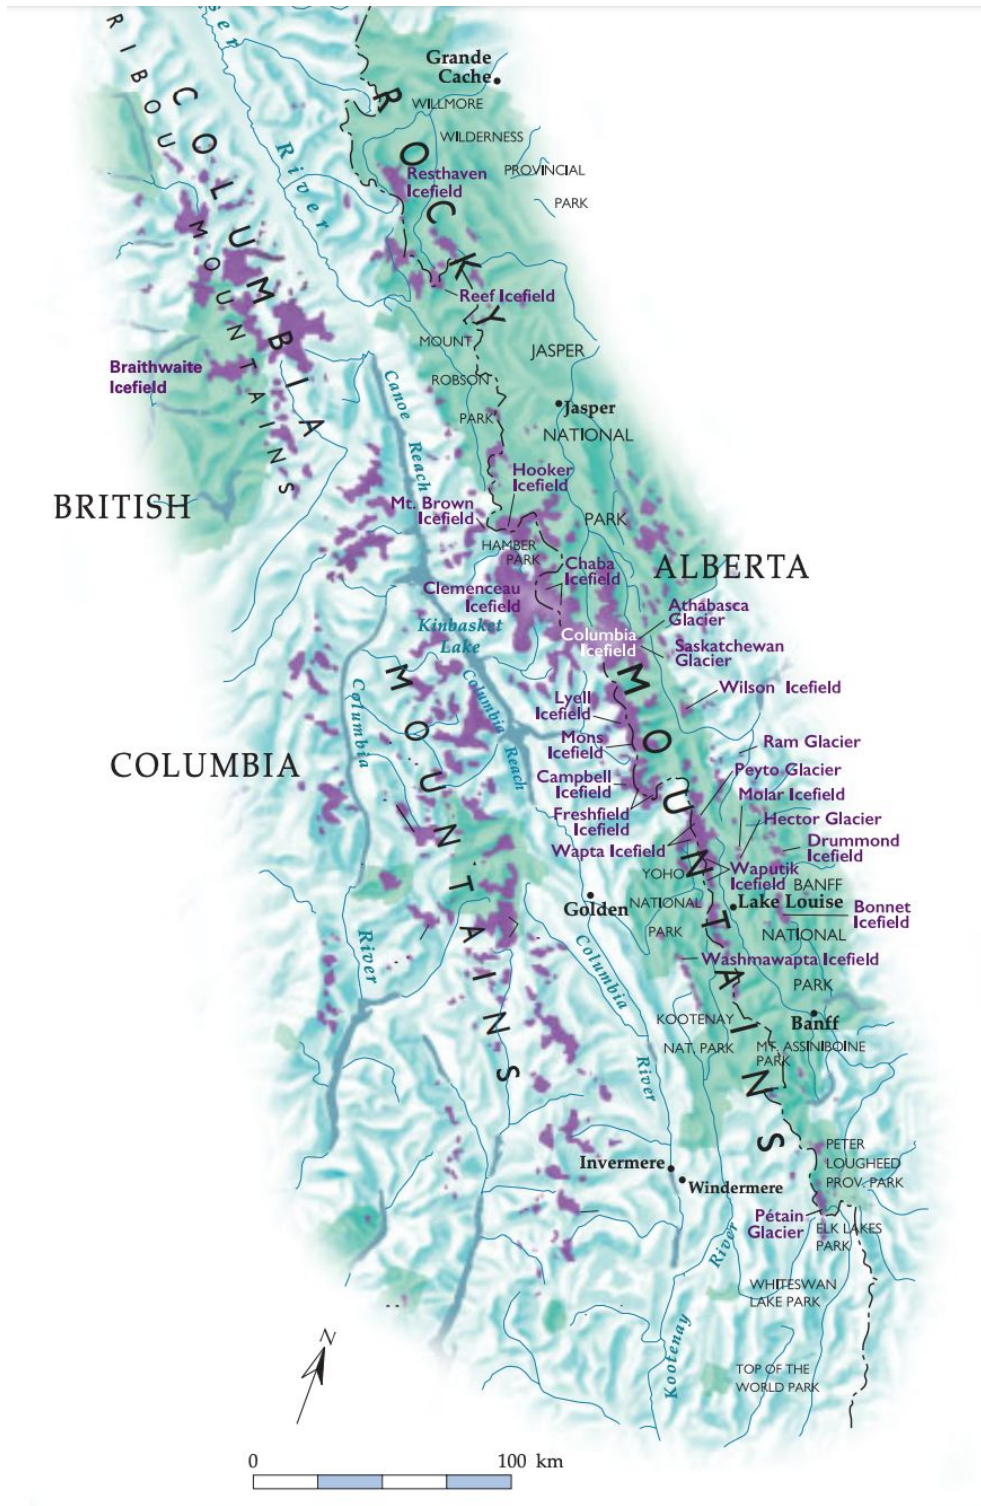 Grande
Cache
ser
River
RIBOU
MOUNTAINS
COLUMBIA
ROCKY
WILLMORE
WILDERNESS
PROVINCIAL
PARK
Resthaven
Icefield
Reef Icefield
MOUNT
ROBSON
PARK
JASPER
NATIONAL
PARK
Jasper
Braithwaite
Icefield
Canoe
Reach
BRITISH
COLUMBIA
ALBERTA
Hooker
Icefield
Mt. Brown
Icefield
HAMBER
PARK
Chaba
Icefield
Clemenceau
Icefield
Kinbasket
Lake
Columbia
Icefield
Athabasca
Glacier
Saskatchewan
Glacier
MOUNTAINS
MOUNTAINS
Columbia
Reach
Columbia
River
Wilson Icefield
Lyell
Icefield
Mons
Icefield
Ram Glacier
Campbell
Icefield
Peyto Glacier
Molar Icefield
Freshfield
Icefield
Hector Glacier
Wapta Icefield
Drummond
Icefield
Waputik
Icefield
YOHO
NATIONAL
PARK
BANFF
NATIONAL
PARK
Golden
Lake Louise
Bonnet
Icefield
Washmawapta Icefield
Columbia
River
KOOTENAY
NAT. PARK
Banff
MT. ASSINIBOINE
PARK
Invermere
Windermere
PETER
LOUGHEED
PROV. PARK
Pétain
Glacier
ELK LAKES
PARK
Kootenay
River
WHITESWAN
LAKE PARK
TOP OF THE
WORLD PARK
N
0 100 km